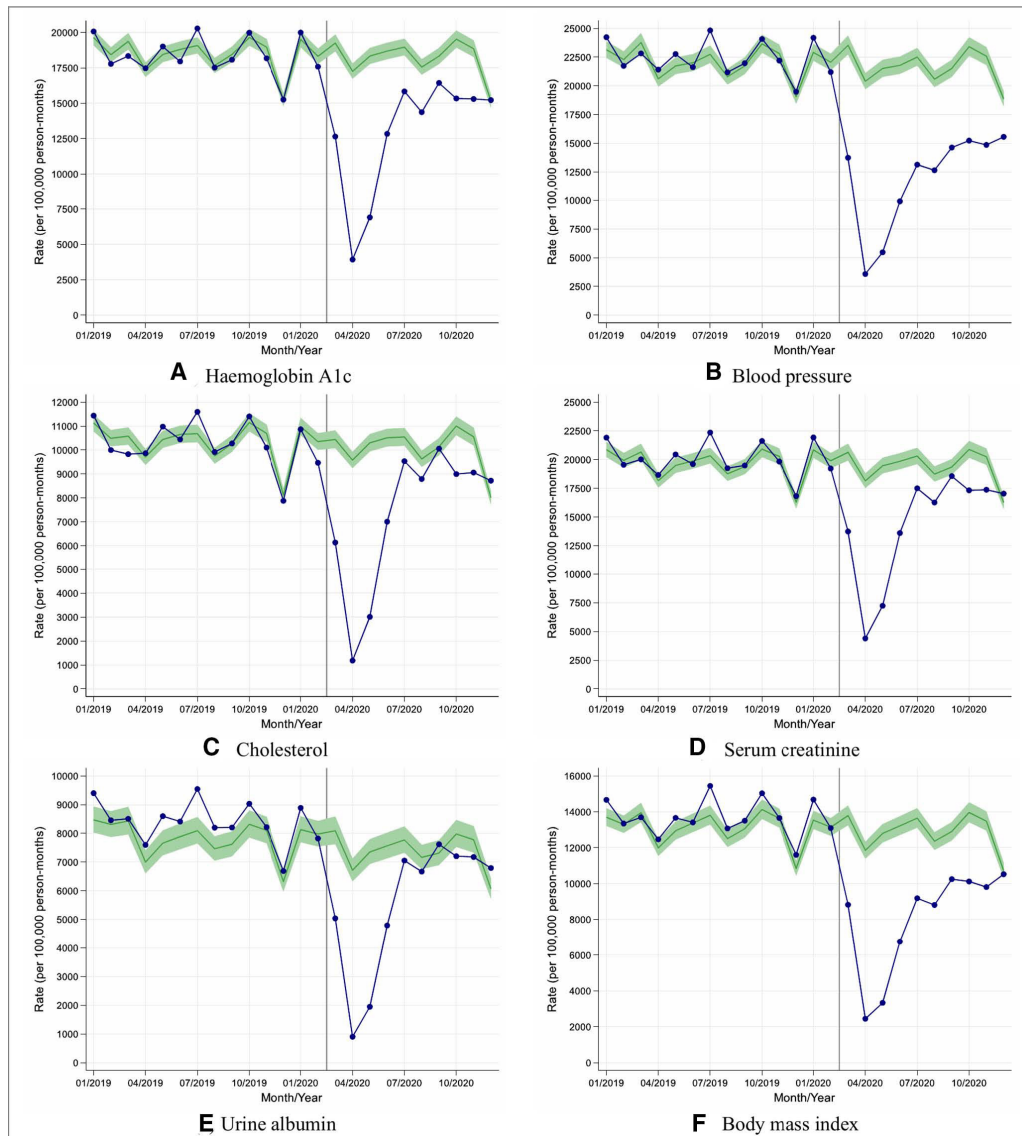 Rate (per 100,000 person-months)
20000
17500
15000
12500
10000
7500
5000
2500
0
01/2019 04/2019 07/2019 10/2019 01/2020 04/2020 07/2020 10/2020
Month/Year
A Haemoglobin A1c
Rate (per 100,000 person-months)
25000
22500
20000
17500
15000
12500
10000
7500
5000
2500
0
01/2019 04/2019 07/2019 10/2019 01/2020 04/2020 07/2020 10/2020
Month/Year
B Blood pressure
Rate (per 100,000 person-months)
12000
11000
10000
9000
8000
7000
6000
5000
4000
3000
2000
1000
0
01/2019 04/2019 07/2019 10/2019 01/2020 04/2020 07/2020 10/2020
Month/Year
C Cholesterol
Rate (per 100,000 person-months)
25000
22500
20000
17500
15000
12500
10000
7500
5000
2500
0
01/2019 04/2019 07/2019 10/2019 01/2020 04/2020 07/2020 10/2020
Month/Year
D Serum creatinine
Rate (per 100,000 person-months)
10000
9000
8000
7000
6000
5000
4000
3000
2000
1000
0
01/2019 04/2019 07/2019 10/2019 01/2020 04/2020 07/2020 10/2020
Month/Year
E Urine albumin
Rate (per 100,000 person-months)
16000
14000
12000
10000
8000
6000
4000
2000
0
01/2019 04/2019 07/2019 10/2019 01/2020 04/2020 07/2020 10/2020
Month/Year
F Body mass index